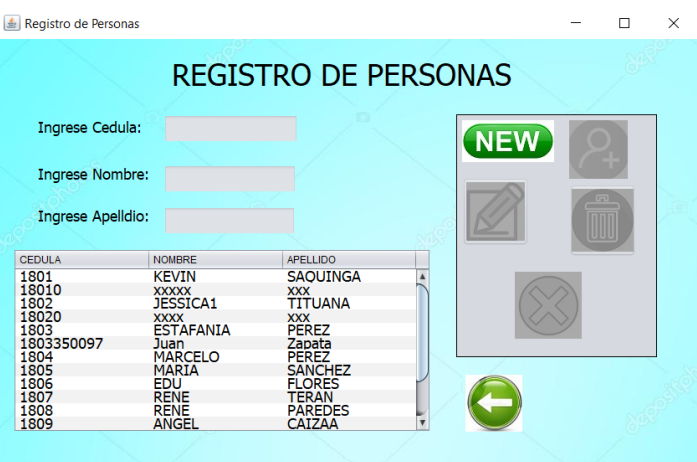 Registro de Personas
REGISTRO DE PERSONAS
Ingrese Cedula:
Ingrese Nombre:
Ingrese Apelldio:
NEW
CEDULA NOMBRE APELLIDO
1801 KEVIN SAQUINGA
18010 xxxxx xxx
1802 JESSICA1 TITUANA
18020 xxxx xxx
1803 ESTAFANIA PEREZ
1803350097 Juan Zapata
1804 MARCELO PEREZ
1805 MARIA SANCHEZ
1806 EDU FLORES
1807 RENE TERAN
1808 RENE PAREDES
1809 ANGEL CAIZAA
depositphotos